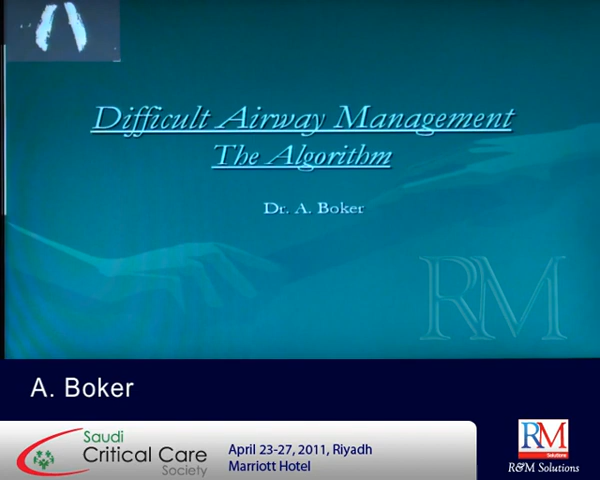 Difficult Airway Management
The Algorithm
Dr. A. Boker
RM
A. Boker
Saudi
Critical Care
Society
April 23-27, 2011, Riyadh
Marriott Hotel
RM
Solutions
R&M Solutions